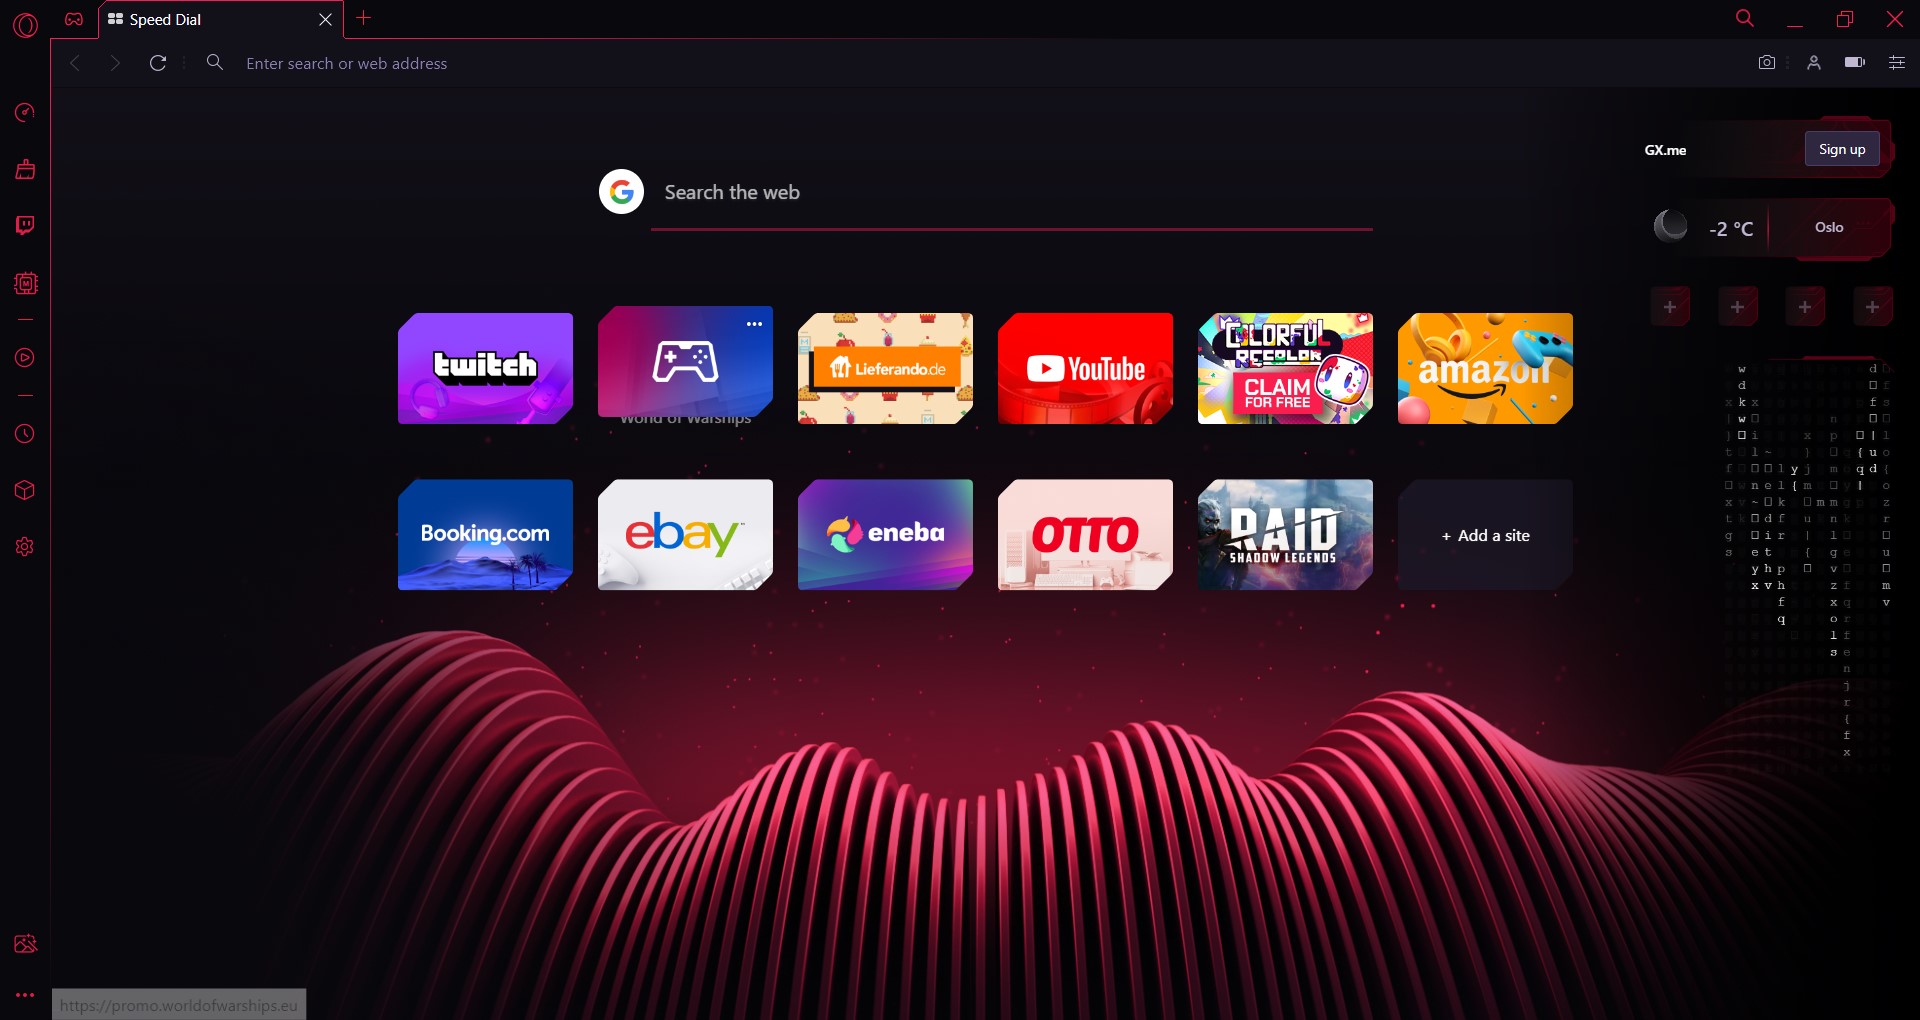 Speed Dial
Enter search or web address
GX.me
Sign up
Search the web
-2 °C
Oslo
twitch
World of Warships
Lieferando.de
YouTube
COLORFUL
RECOLOR
CLAIM
FOR FREE
amazon
Booking.com
ebay™
eneba
OTTO
RAID
SHADOW LEGENDS
+ Add a site
https://promo.worldofwarships.eu